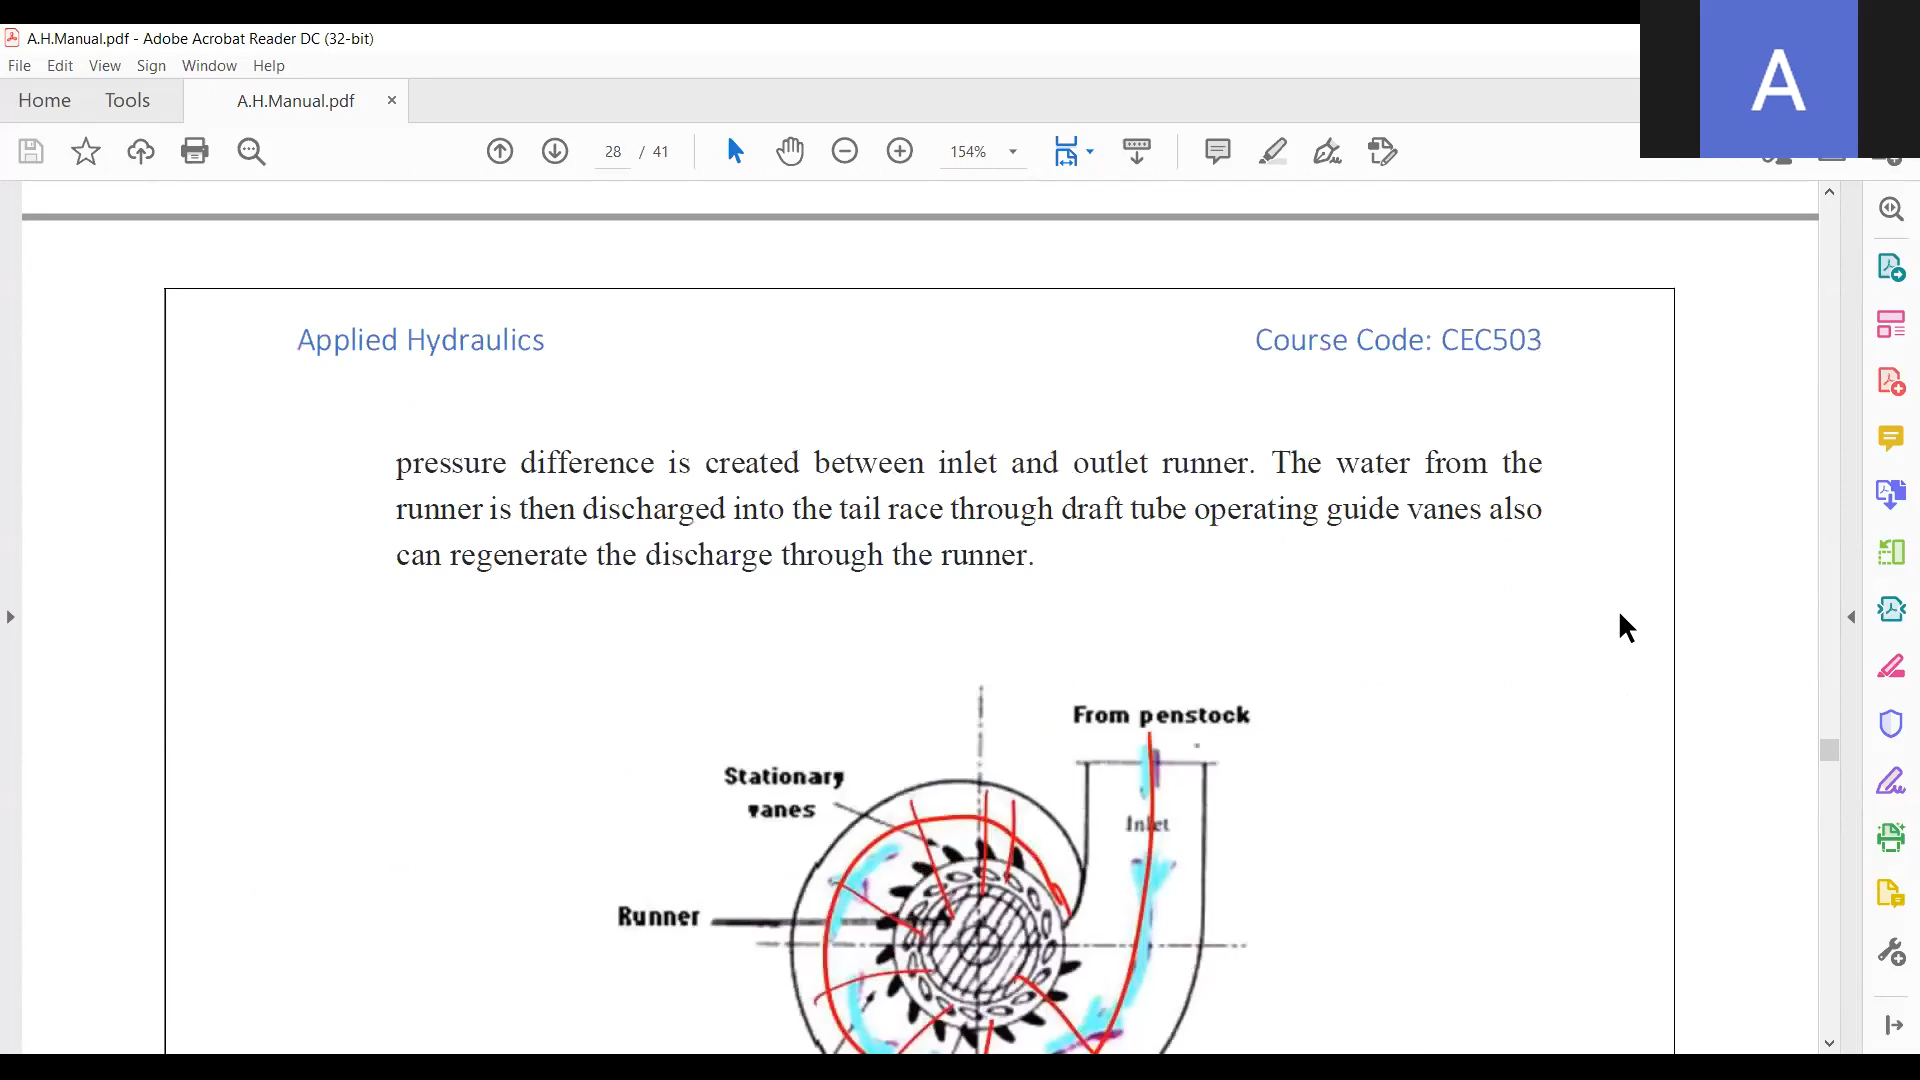 A.H.Manual.pdf - Adobe Acrobat Reader DC (32-bit)
A
File Edit View Sign Window Help
Home Tools A.H.Manual.pdf ×
28 / 41 154%
Applied Hydraulics Course Code: CEC503
pressure difference is created between inlet and outlet runner. The water from the
runner is then discharged into the tail race through draft tube operating guide vanes also
can regenerate the discharge through the runner.
From penstock
Stationary
vanes
Inlet
Runner